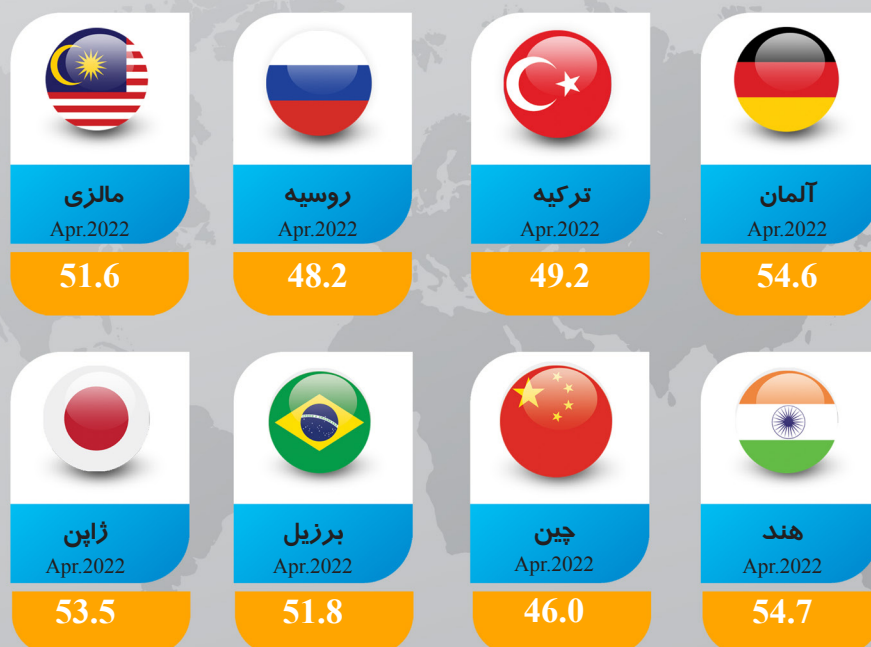 آلمان
Apr.2022
54.6
ترکیه
Apr.2022
49.2
روسیه
Apr.2022
48.2
مالزی
Apr.2022
51.6
هند
Apr.2022
54.7
چین
Apr.2022
46.0
برزیل
Apr.2022
51.8
ژاپن
Apr.2022
53.5